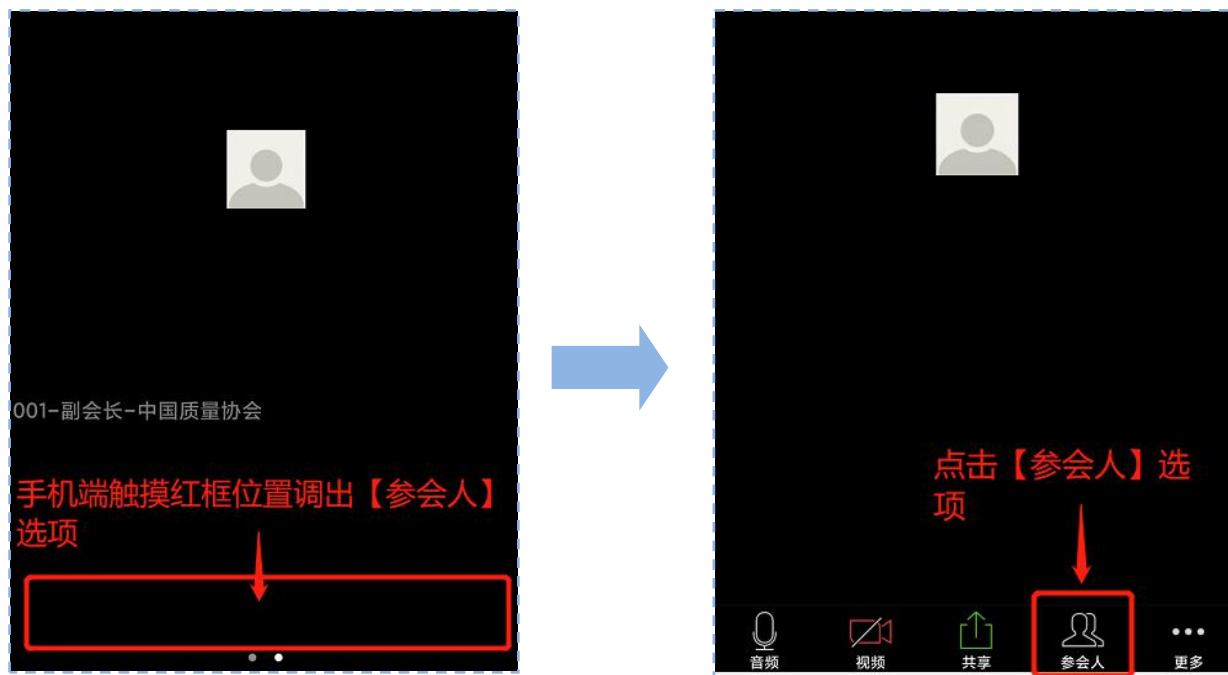 001-副会长-中国质量协会
手机端触摸红框位置调出【参会人】
选项
点击【参会人】选
项
音频 视频 共享 参会人 更多